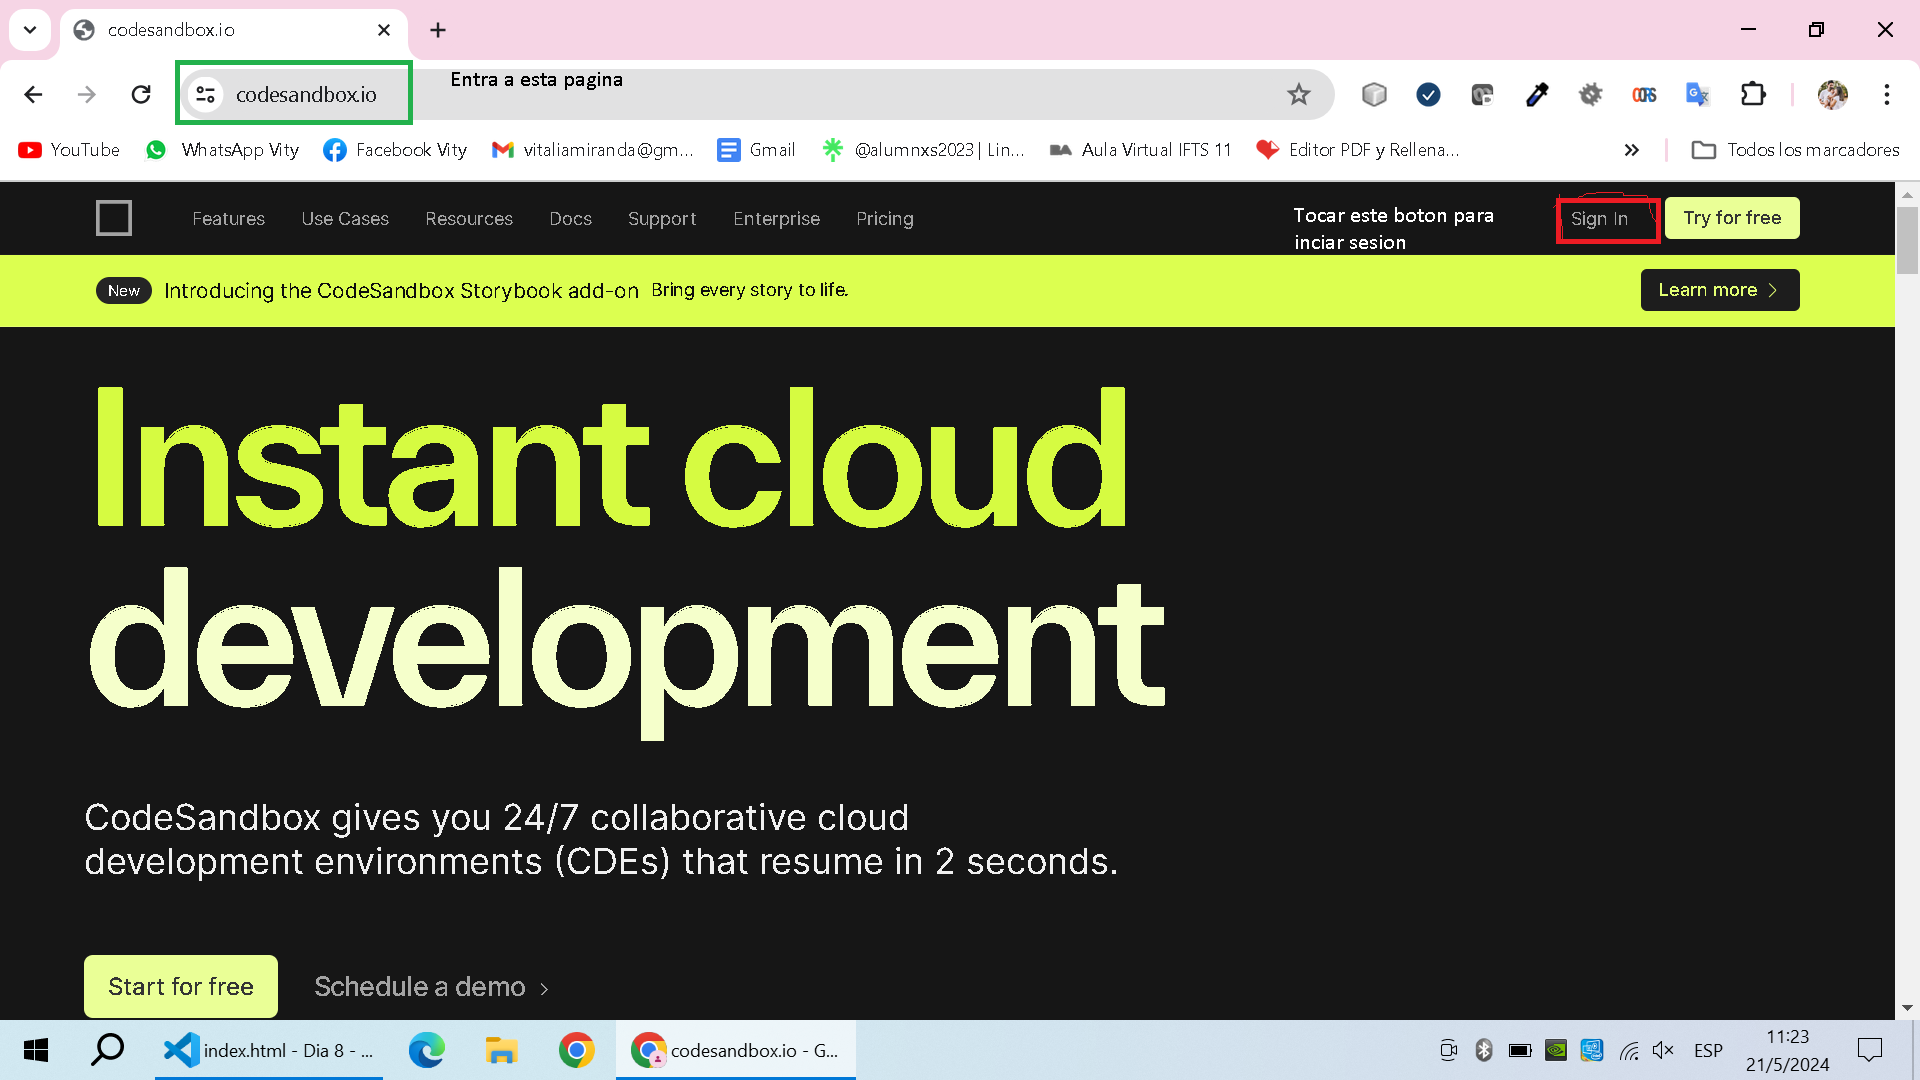 codesandbox.io
codesandbox.io
Entra a esta pagina
YouTube
WhatsApp Vity
Facebook Vity
vitaliamiranda@gm...
Gmail
@alumnxs2023 | Lin...
BA
Aula Virtual IFTS 11
Editor PDF y Rellena...
Todos los marcadores
Features
Use Cases
Resources
Docs
Support
Enterprise
Pricing
Tocar este boton para
inciar sesion
Sign In
Try for free
New
Introducing the CodeSandbox Storybook add-on
Bring every story to life.
Learn more
Instant cloud
development
CodeSandbox gives you 24/7 collaborative cloud
development environments (CDEs) that resume in 2 seconds.
Start for free
Schedule a demo
index.html - Dia 8 - ...
codesandbox.io - G...
ESP
11:23
21/5/2024